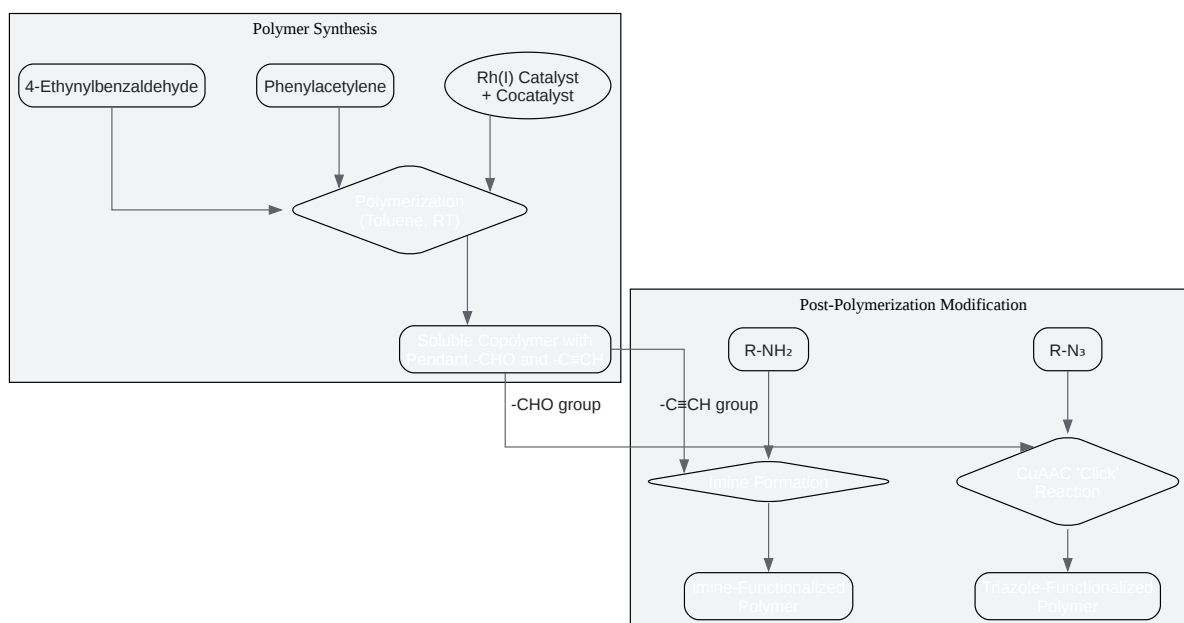 Polymer Synthesis
4-Ethynylbenzaldehyde
Phenylacetylene
Rh(I) Catalyst
+ Cocatalyst
Polymerization
(Toluene, RT)
Soluble Copolymer with
Pendant -CHO and -C≡CH
-CHO group
-C≡CH group
Post-Polymerization Modification
R-NH₂
R-N₃
Imine Formation
CuAAC 'Click'
Reaction
Imine-Functionalized
Polymer
Triazole-Functionalized
Polymer